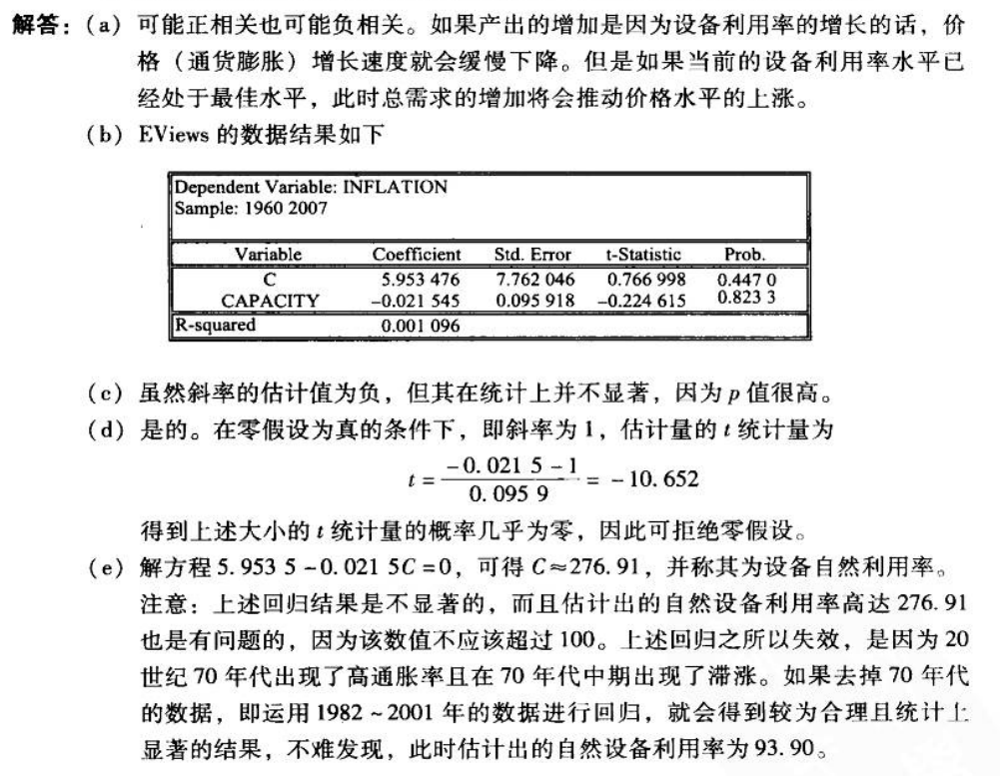 解答：(a) 可能正相关也可能负相关。如果产出的增加是因为设备利用率的增长的话，价
格（通货膨胀）增长速度就会缓慢下降。但是如果当前的设备利用率水平已
经处于最佳水平，此时总需求的增加将会推动价格水平的上涨。
(b) EViews 的数据结果如下
Dependent Variable: INFLATION
Sample: 1960 2007
Variable Coefficient Std. Error t-Statistic Prob.
C 5.953 476 7.762 046 0.766 998 0.447 0
CAPACITY -0.021 545 0.095 918 -0.224 615 0.823 3
R-squared 0.001 096
(c) 虽然斜率的估计值为负，但其在统计上并不显著，因为 p 值很高。
(d) 是的。在零假设为真的条件下，即斜率为 1，估计量的 t 统计量为
t = \frac{-0.021 5 - 1}{0.095 9} = -10.652
得到上述大小的 t 统计量的概率几乎为零，因此可拒绝零假设。
(e) 解方程 5.953 5 - 0.021 5C = 0，可得 C≈276.91，并称其为设备自然利用率。
注意：上述回归结果是不显著的，而且估计出的自然设备利用率高达 276.91
也是有问题的，因为该数值不应该超过 100。上述回归之所以失效，是因为 20
世纪 70 年代出现了高通胀率且在 70 年代中期出现了滞涨。如果去掉 70 年代
的数据，即运用 1982 ~ 2001 年的数据进行回归，就会得到较为合理且统计上
显著的结果，不难发现，此时估计出的自然设备利用率为 93.90。